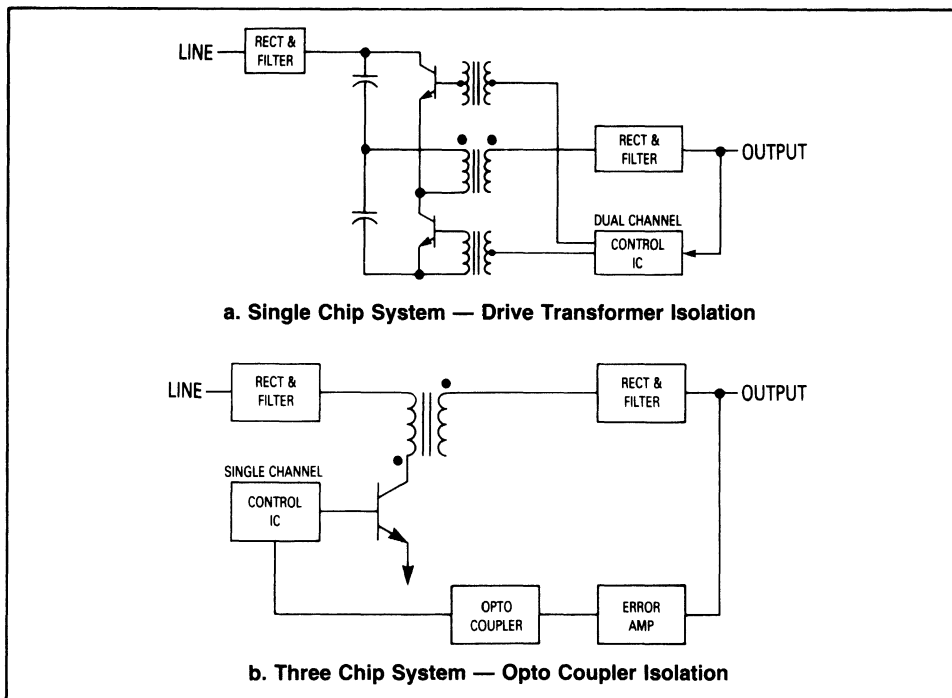 LINE
RECT &
FILTER
RECT &
FILTER
OUTPUT
DUAL CHANNEL
CONTROL
IC
a. Single Chip System — Drive Transformer Isolation
LINE
RECT &
FILTER
RECT &
FILTER
OUTPUT
SINGLE CHANNEL
CONTROL
IC
OPTO
COUPLER
ERROR
AMP
b. Three Chip System — Opto Coupler Isolation